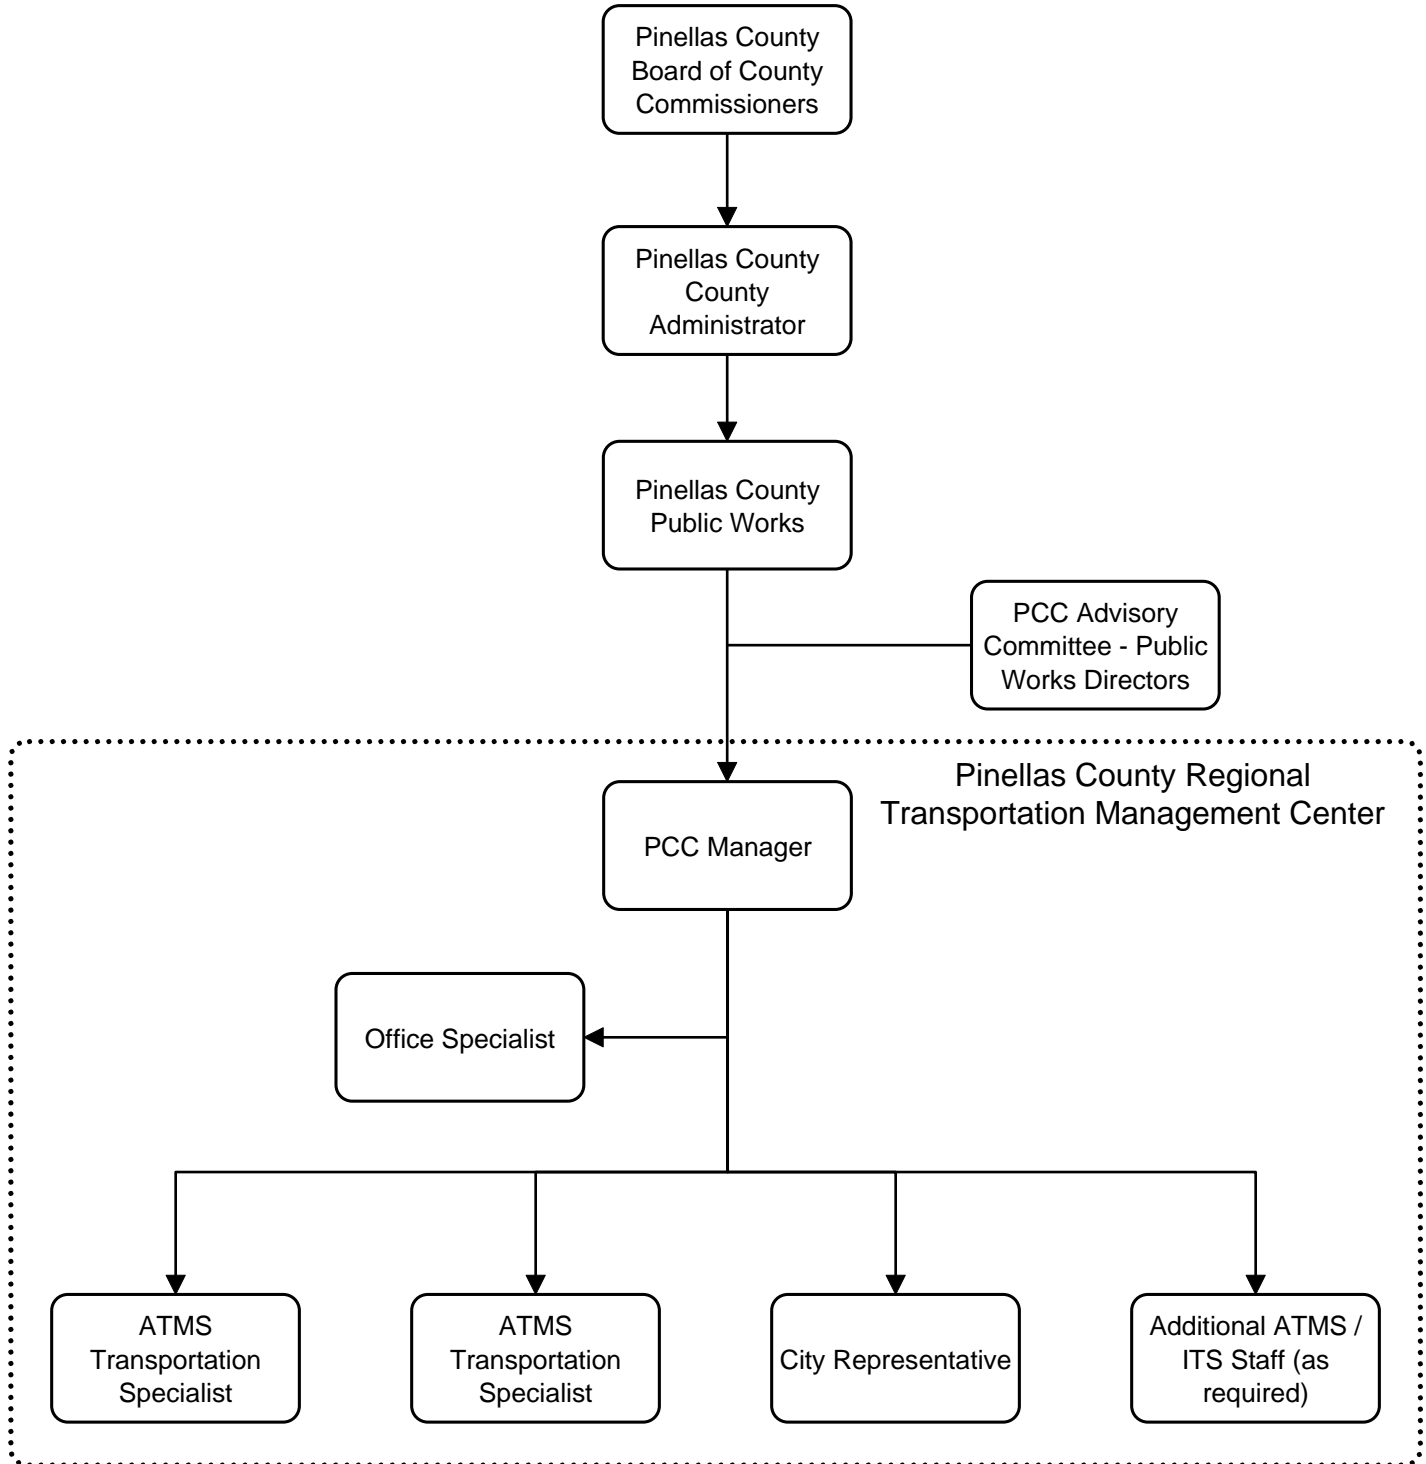 Pinellas County
Board of County
Commissioners
Pinellas County
County
Administrator
Pinellas County
Public Works
PCC Advisory
Committee - Public
Works Directors
Pinellas County Regional
Transportation Management Center
PCC Manager
Office Specialist
ATMS
Transportation
Specialist
ATMS
Transportation
Specialist
City Representative
Additional ATMS /
ITS Staff (as
required)